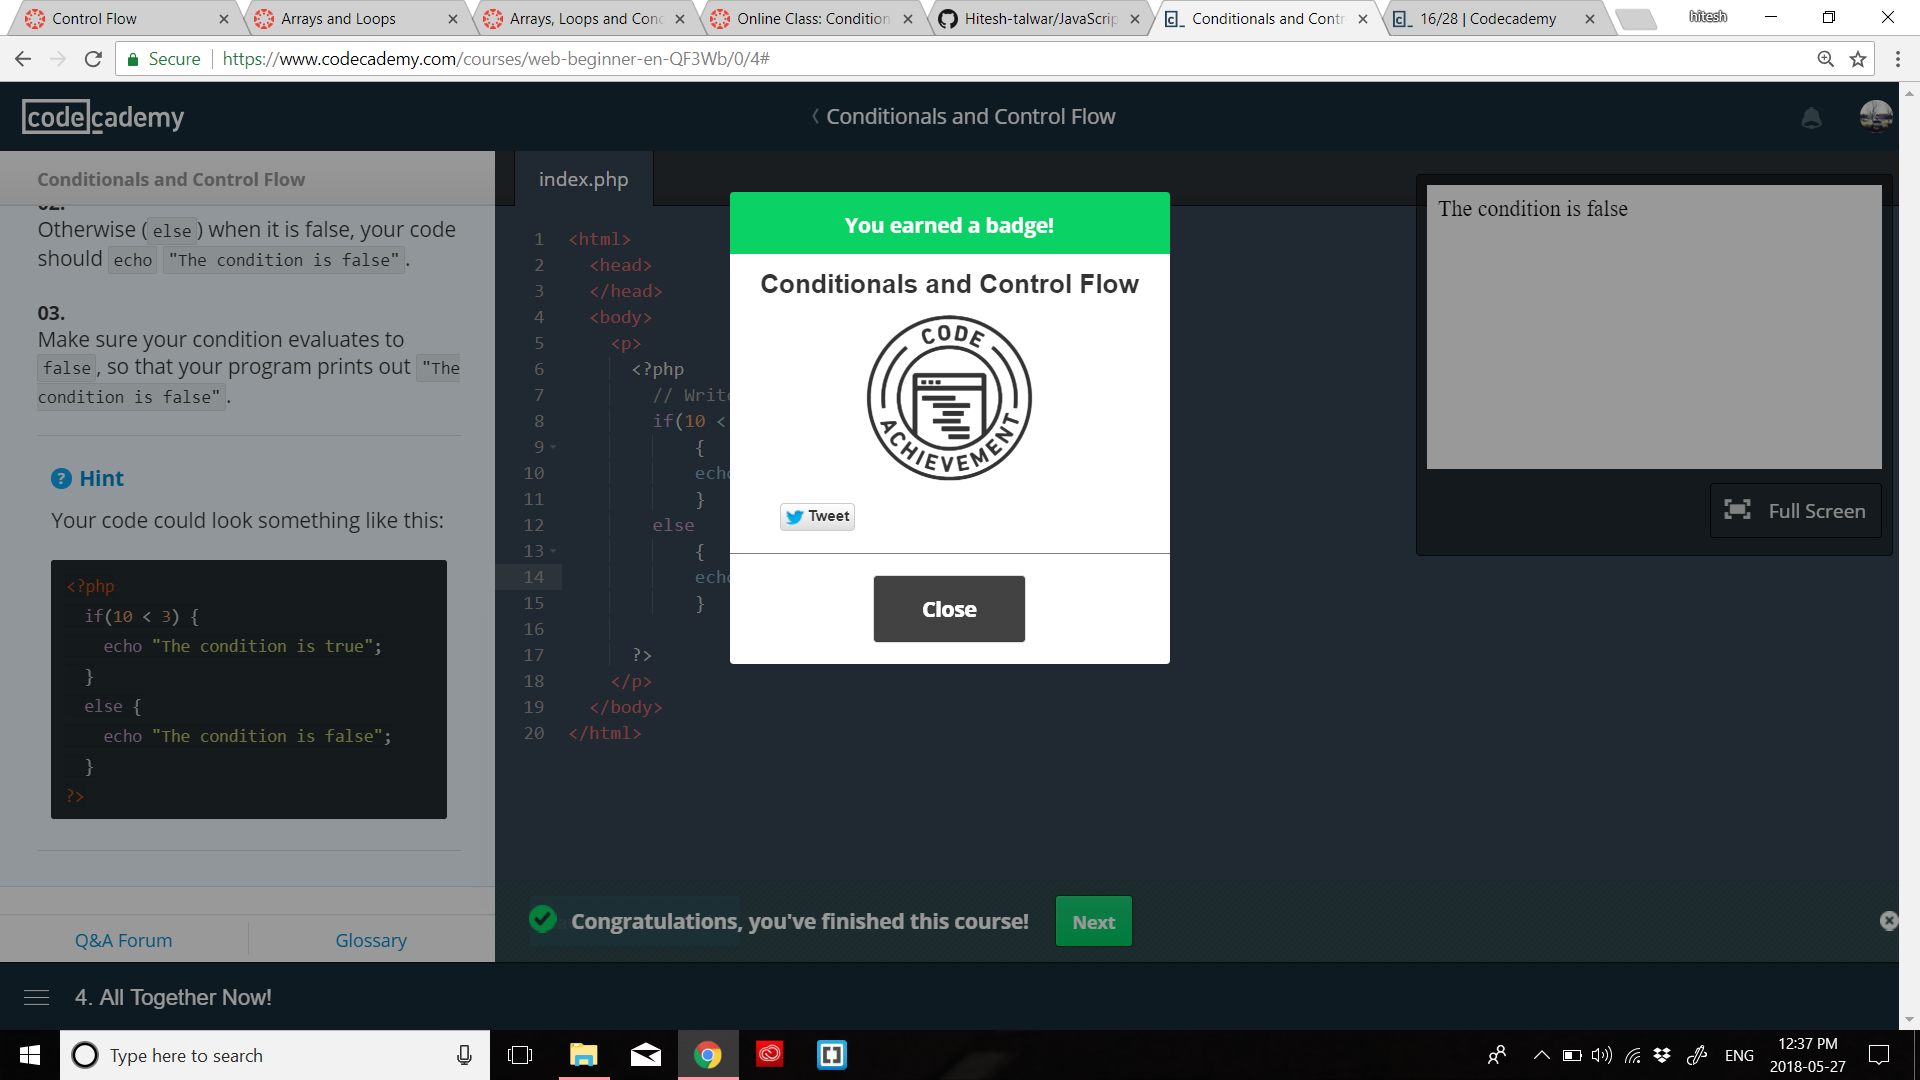 Control Flow
Arrays and Loops
Arrays, Loops and Conc
Online Class: Condition
Hitesh-talwar/JavaScrip
Conditionals and Contr
16/28 | Codecademy
hitesh
Secure
https://www.codecademy.com/courses/web-beginner-en-QF3Wb/0/4#
codecademy
Conditionals and Control Flow
Conditionals and Control Flow
02.
Otherwise (else) when it is false, your code
should echo "The condition is false".
03.
Make sure your condition evaluates to
false, so that your program prints out "The
condition is false".
Hint
Your code could look something like this:
<?php
if(10 < 3) {
echo "The condition is true";
}
else {
echo "The condition is false";
}
?>
Q&A Forum
Glossary
index.php
1 <html>
2 <head>
3 </head>
4 <body>
5 <p>
6 <?php
7 // Write
8 if(10 <
9 {
10 echo
11 }
12 else
13 {
14 echo
15 }
16
17 ?>
18 </p>
19 </body>
20 </html>
You earned a badge!
Conditionals and Control Flow
CODE
ACHIEVEMENT
Tweet
Close
The condition is false
Full Screen
Congratulations, you've finished this course!
Next
4. All Together Now!
Type here to search
ENG
12:37 PM
2018-05-27